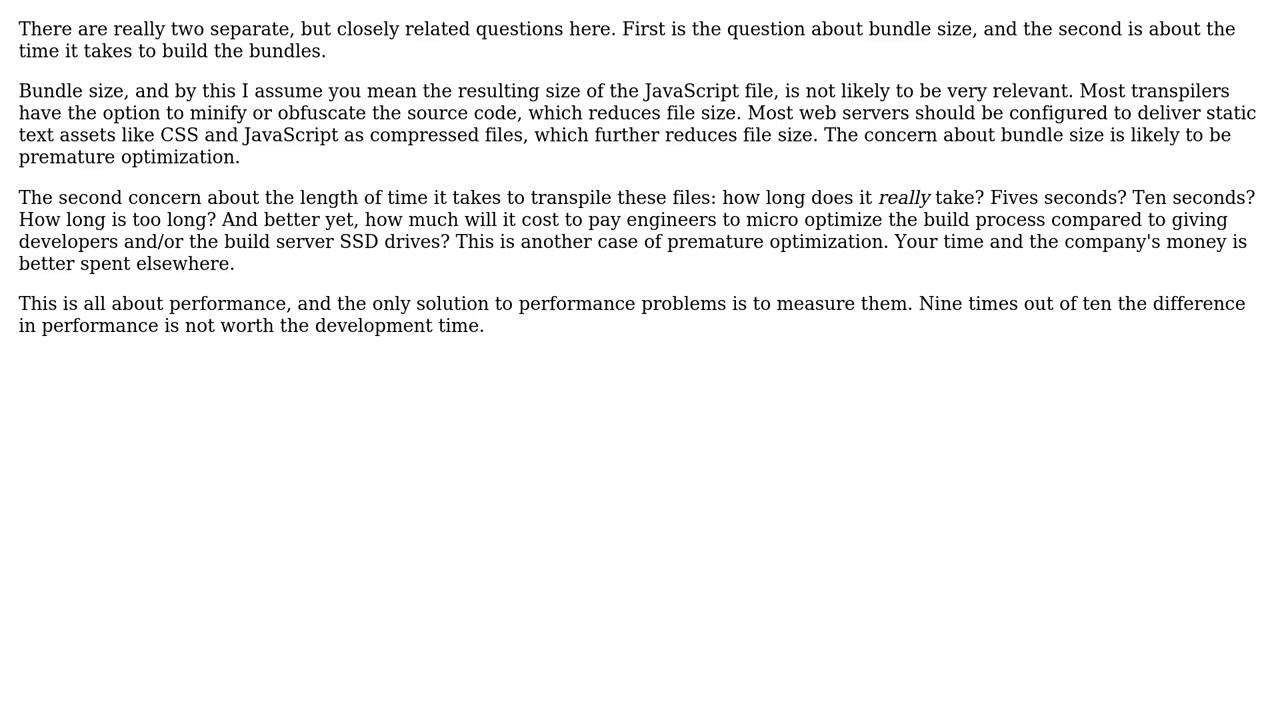 There are really two separate, but closely related questions here. First is the question about bundle size, and the second is about the
time it takes to build the bundles.
Bundle size, and by this I assume you mean the resulting size of the JavaScript file, is not likely to be very relevant. Most transpilers
have the option to minify or obfuscate the source code, which reduces file size. Most web servers should be configured to deliver static
text assets like CSS and JavaScript as compressed files, which further reduces file size. The concern about bundle size is likely to be
premature optimization.
The second concern about the length of time it takes to transpile these files: how long does it really take? Fives seconds? Ten seconds?
How long is too long? And better yet, how much will it cost to pay engineers to micro optimize the build process compared to giving
developers and/or the build server SSD drives? This is another case of premature optimization. Your time and the company's money is
better spent elsewhere.
This is all about performance, and the only solution to performance problems is to measure them. Nine times out of ten the difference
in performance is not worth the development time.